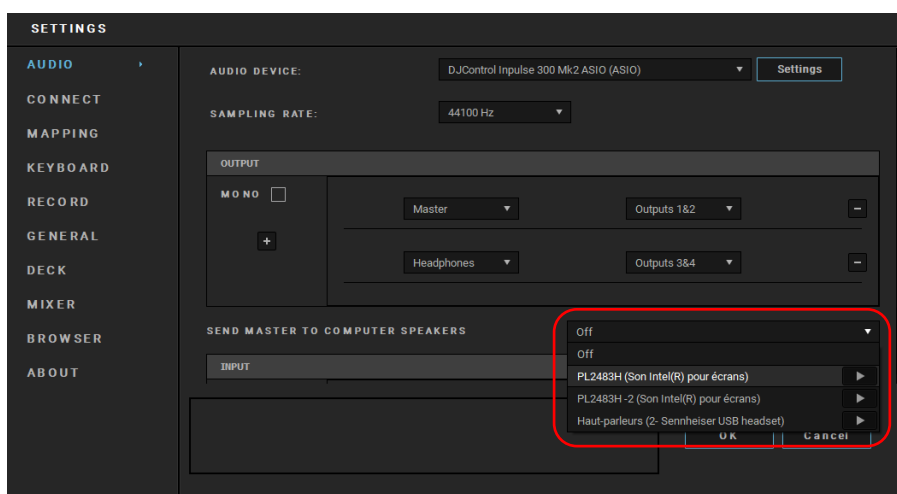 SETTINGS
AUDIO
CONNECT
MAPPING
KEYBOARD
RECORD
GENERAL
DECK
MIXER
BROWSER
ABOUT
AUDIO DEVICE: DJControl Inpulse 300 Mk2 ASIO (ASIO) Settings
SAMPLING RATE: 44100 Hz
OUTPUT
MONO
+
Master Outputs 1&2 −
Headphones Outputs 3&4 −
SEND MASTER TO COMPUTER SPEAKERS Off
Off
INPUT
PL2483H (Son Intel(R) pour écrans)
PL2483H -2 (Son Intel(R) pour écrans)
Haut-parleurs (2- Sennheiser USB headset)
OK Cancel